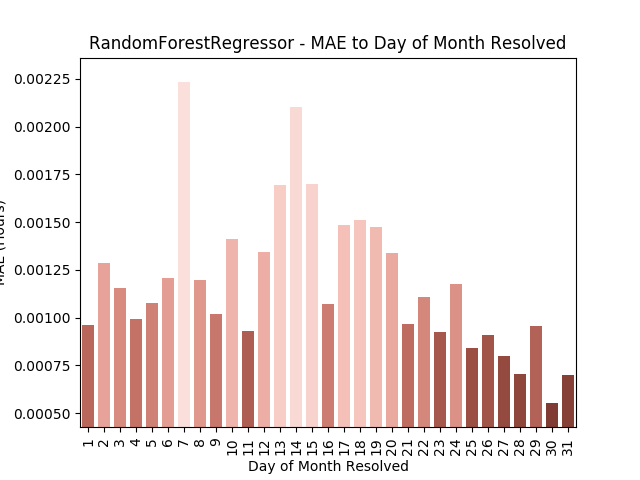 RandomForestRegressor - MAE to Day of Month Resolved
0.00225
0.00200
0.00175
0.00150
0.00125
0.00100
0.00075
0.00050
MAE (Hours)
1 2 3 4 5 6 7 8 9 10 11 12 13 14 15 16 17 18 19 20 21 22 23 24 25 26 27 28 29 30 31
Day of Month Resolved